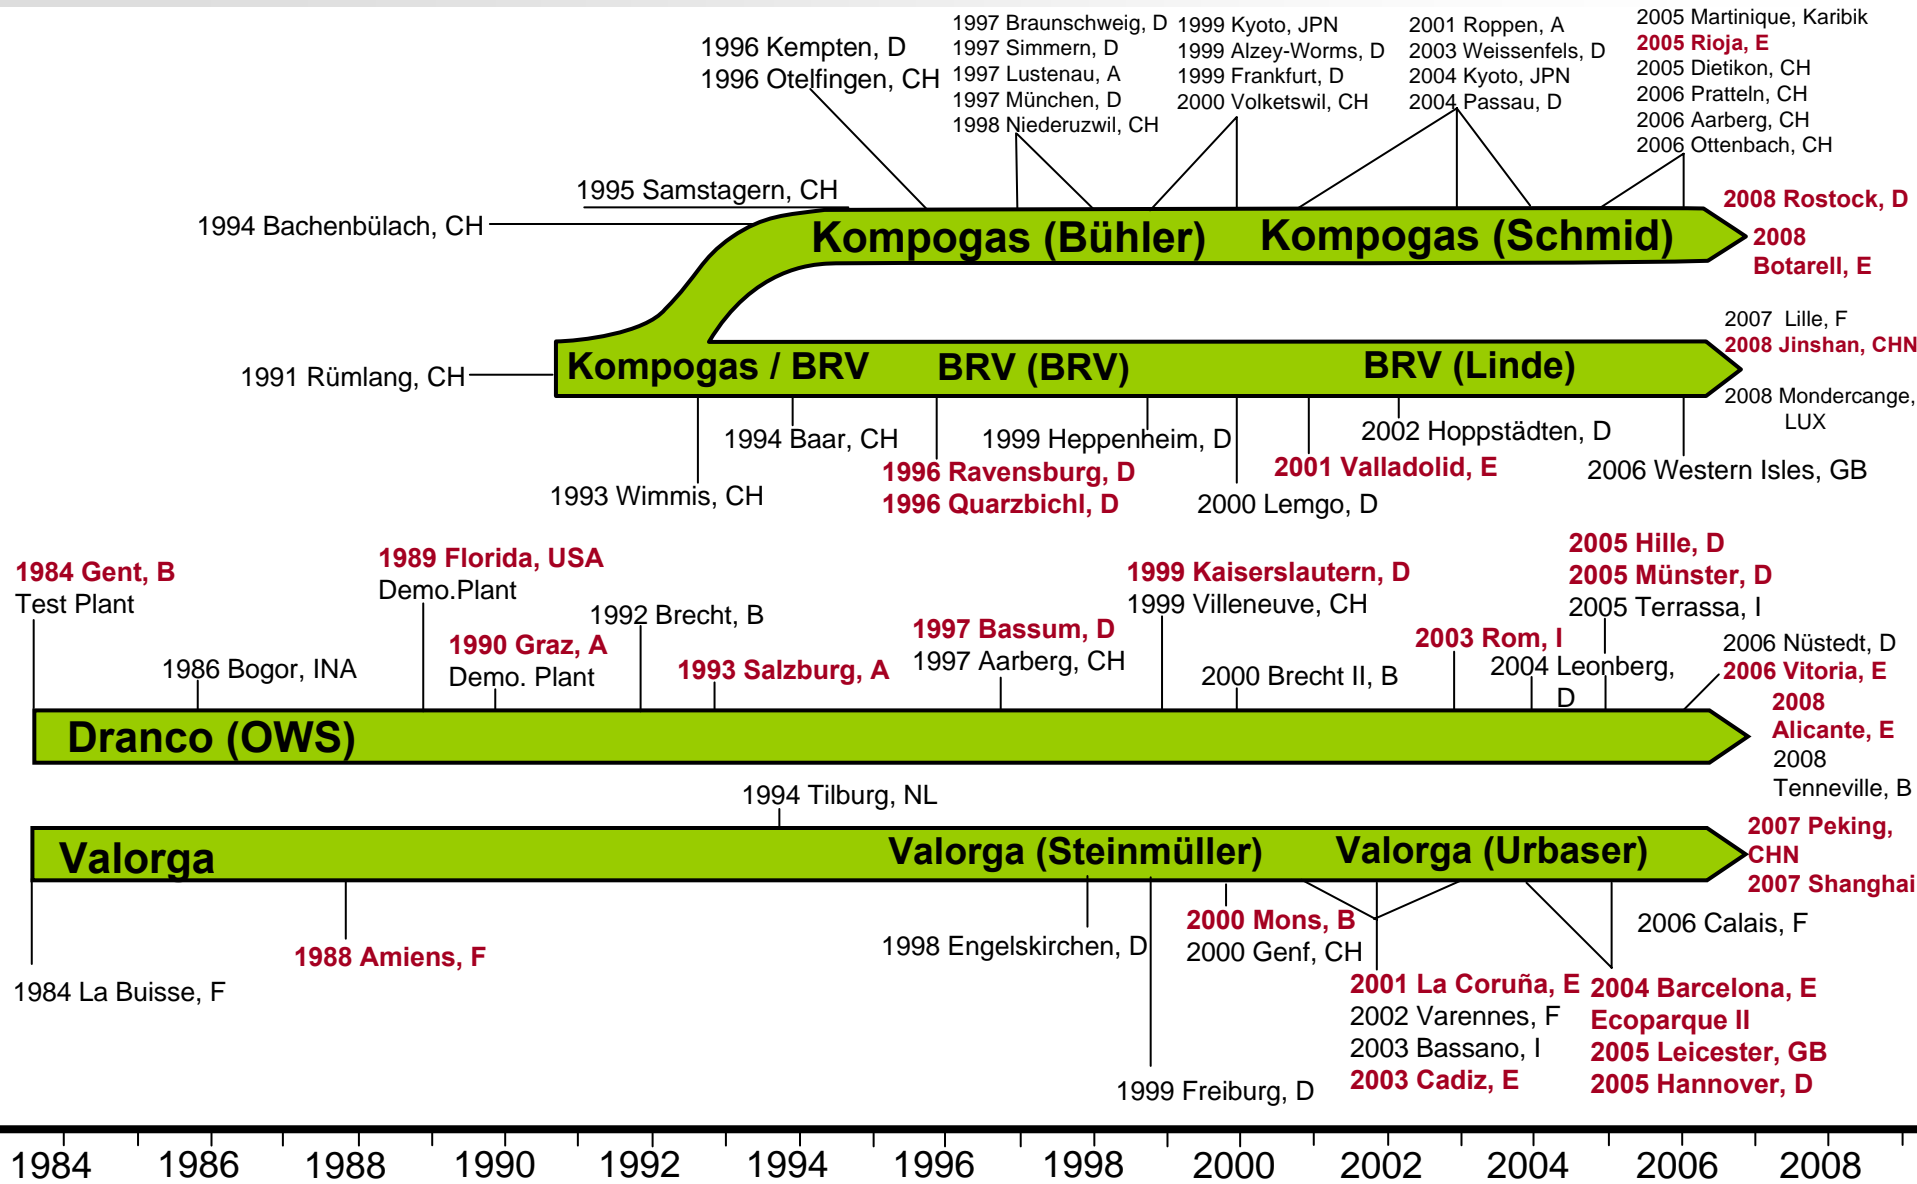 1996 Kempten, D
1996 Otelfingen, CH
1997 Braunschweig, D
1997 Simmern, D
1997 Lustenau, A
1997 München, D
1998 Niederuzwil, CH
1999 Kyoto, JPN
1999 Alzey-Worms, D
1999 Frankfurt, D
2000 Volketswil, CH
2001 Roppen, A
2003 Weissenfels, D
2004 Kyoto, JPN
2004 Passau, D
2005 Martinique, Karibik
2005 Rioja, E
2005 Dietikon, CH
2006 Pratteln, CH
2006 Aarberg, CH
2006 Ottenbach, CH
1995 Samstagern, CH
1994 Bachenbülach, CH
Kompogas (Bühler)
Kompogas (Schmid)
2008 Rostock, D
2008
Botarell, E
1991 Rümlang, CH
Kompogas / BRV
BRV (BRV)
BRV (Linde)
2007 Lille, F
2008 Jinshan, CHN
2008 Mondercange,
LUX
1994 Baar, CH
1993 Wimmis, CH
1996 Ravensburg, D
1996 Quarzbichl, D
1999 Heppenheim, D
2000 Lemgo, D
2001 Valladolid, E
2002 Hoppstädten, D
2006 Western Isles, GB
1984 Gent, B
Test Plant
1986 Bogor, INA
1989 Florida, USA
Demo.Plant
1990 Graz, A
Demo. Plant
1992 Brecht, B
1993 Salzburg, A
1997 Bassum, D
1997 Aarberg, CH
1999 Kaiserslautern, D
1999 Villeneuve, CH
2000 Brecht II, B
2003 Rom, I
2004 Leonberg,
D
2005 Hille, D
2005 Münster, D
2005 Terrassa, I
2006 Nüstedt, D
2006 Vitoria, E
2008
Alicante, E
2008
Tenneville, B
Dranco (OWS)
1994 Tilburg, NL
Valorga
Valorga (Steinmüller)
Valorga (Urbaser)
2007 Peking,
CHN
2007 Shanghai
1984 La Buisse, F
1988 Amiens, F
1998 Engelskirchen, D
1999 Freiburg, D
2000 Mons, B
2000 Genf, CH
2001 La Coruña, E
2002 Varennes, F
2003 Bassano, I
2003 Cadiz, E
2004 Barcelona, E
Ecoparque II
2005 Leicester, GB
2005 Hannover, D
2006 Calais, F
1984 1986 1988 1990 1992 1994 1996 1998 2000 2002 2004 2006 2008